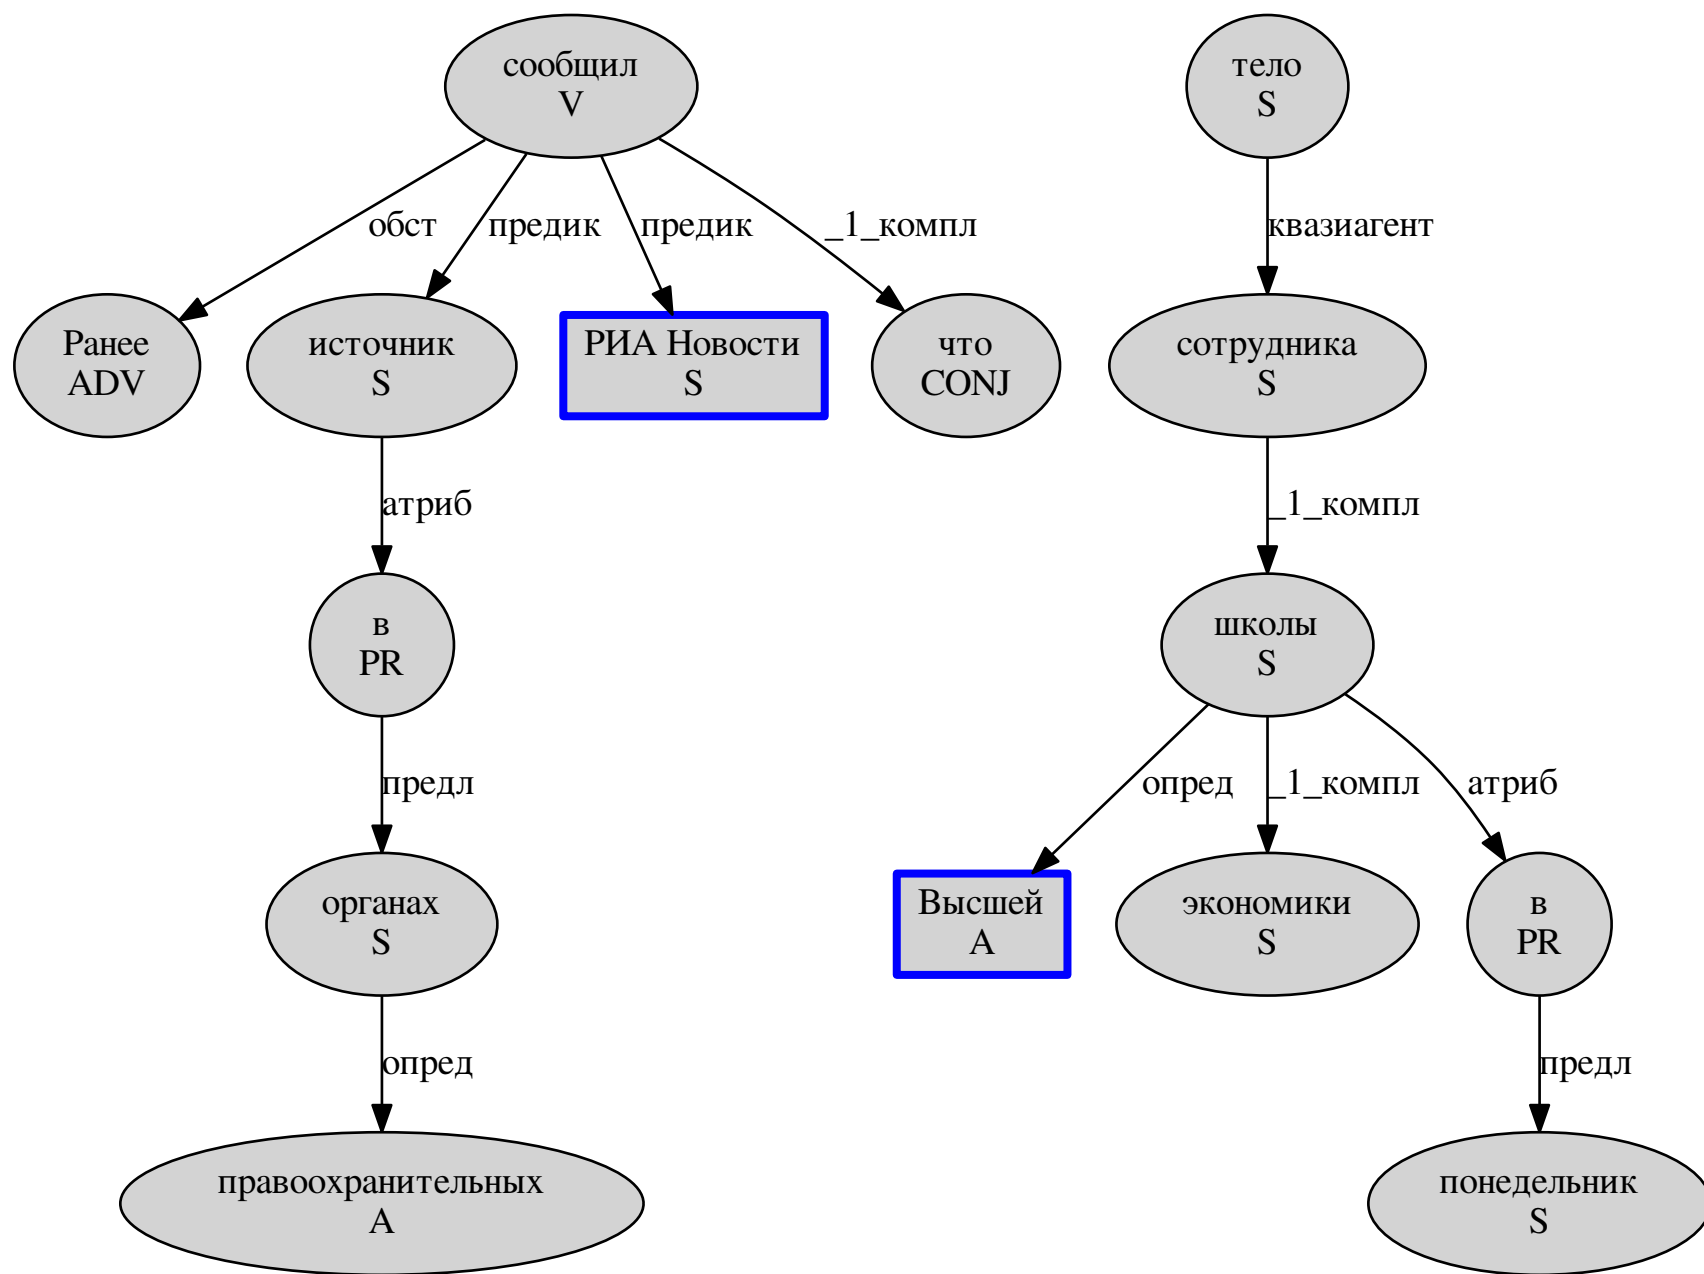 сообщил
V
тело
S
обст
предик
предик
_1_компл
квазиагент
Ранее
ADV
источник
S
РИА Новости
S
что
CONJ
сотрудника
S
атриб
_1_компл
в
PR
школы
S
предл
опред
_1_компл
атриб
органах
S
Высшей
A
экономики
S
в
PR
опред
предл
правоохранительных
A
понедельник
S